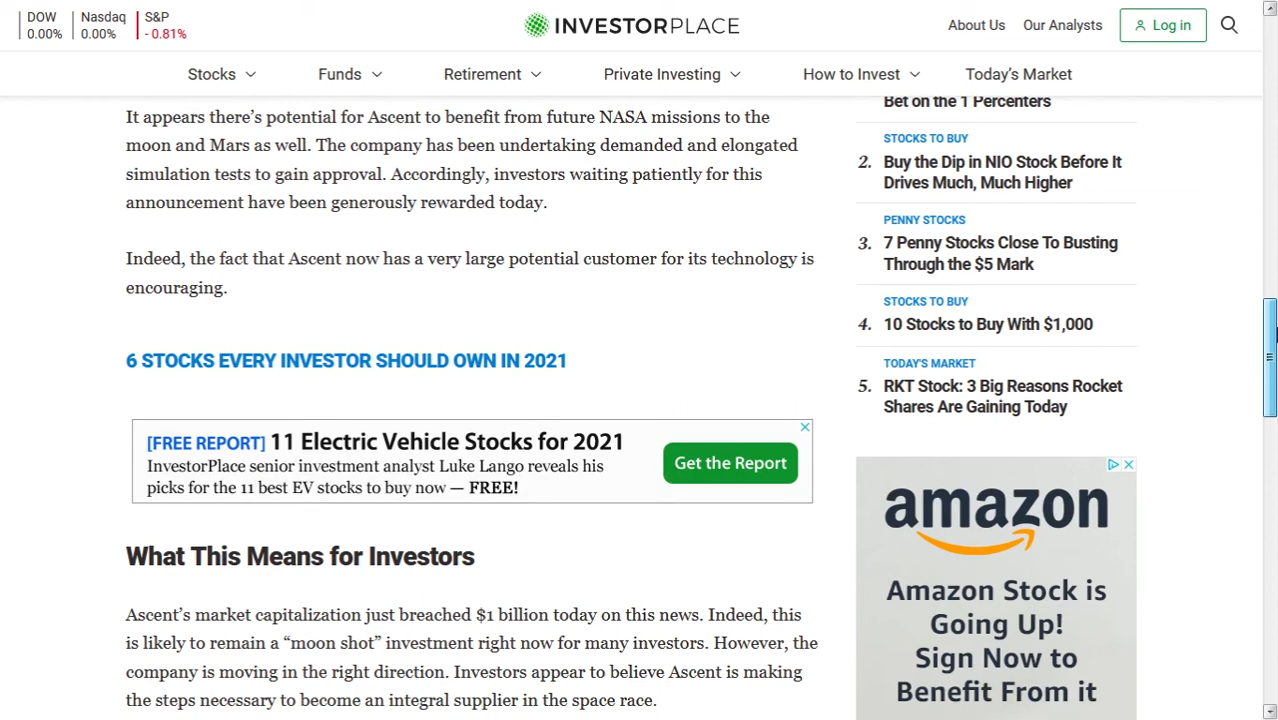 DOW
0.00%
Nasdaq
0.00%
S&P
- 0.81%
INVESTORPLACE
About Us
Our Analysts
Log in
Stocks
Funds
Retirement
Private Investing
How to Invest
Today's Market
It appears there's potential for Ascent to benefit from future NASA missions to the
moon and Mars as well. The company has been undertaking demanded and elongated
simulation tests to gain approval. Accordingly, investors waiting patiently for this
announcement have been generously rewarded today.
Indeed, the fact that Ascent now has a very large potential customer for its technology is
encouraging.
6 STOCKS EVERY INVESTOR SHOULD OWN IN 2021
[FREE REPORT] 11 Electric Vehicle Stocks for 2021
InvestorPlace senior investment analyst Luke Lango reveals his
picks for the 11 best EV stocks to buy now — FREE!
Get the Report
What This Means for Investors
Ascent's market capitalization just breached $1 billion today on this news. Indeed, this
is likely to remain a “moon shot” investment right now for many investors. However, the
company is moving in the right direction. Investors appear to believe Ascent is making
the steps necessary to become an integral supplier in the space race.
Bet on the 1 Percenters
STOCKS TO BUY
2. Buy the Dip in NIO Stock Before It
Drives Much, Much Higher
PENNY STOCKS
3. 7 Penny Stocks Close To Busting
Through the $5 Mark
STOCKS TO BUY
4. 10 Stocks to Buy With $1,000
TODAY'S MARKET
5. RKT Stock: 3 Big Reasons Rocket
Shares Are Gaining Today
amazon
Amazon Stock is
Going Up!
Sign Now to
Benefit From it